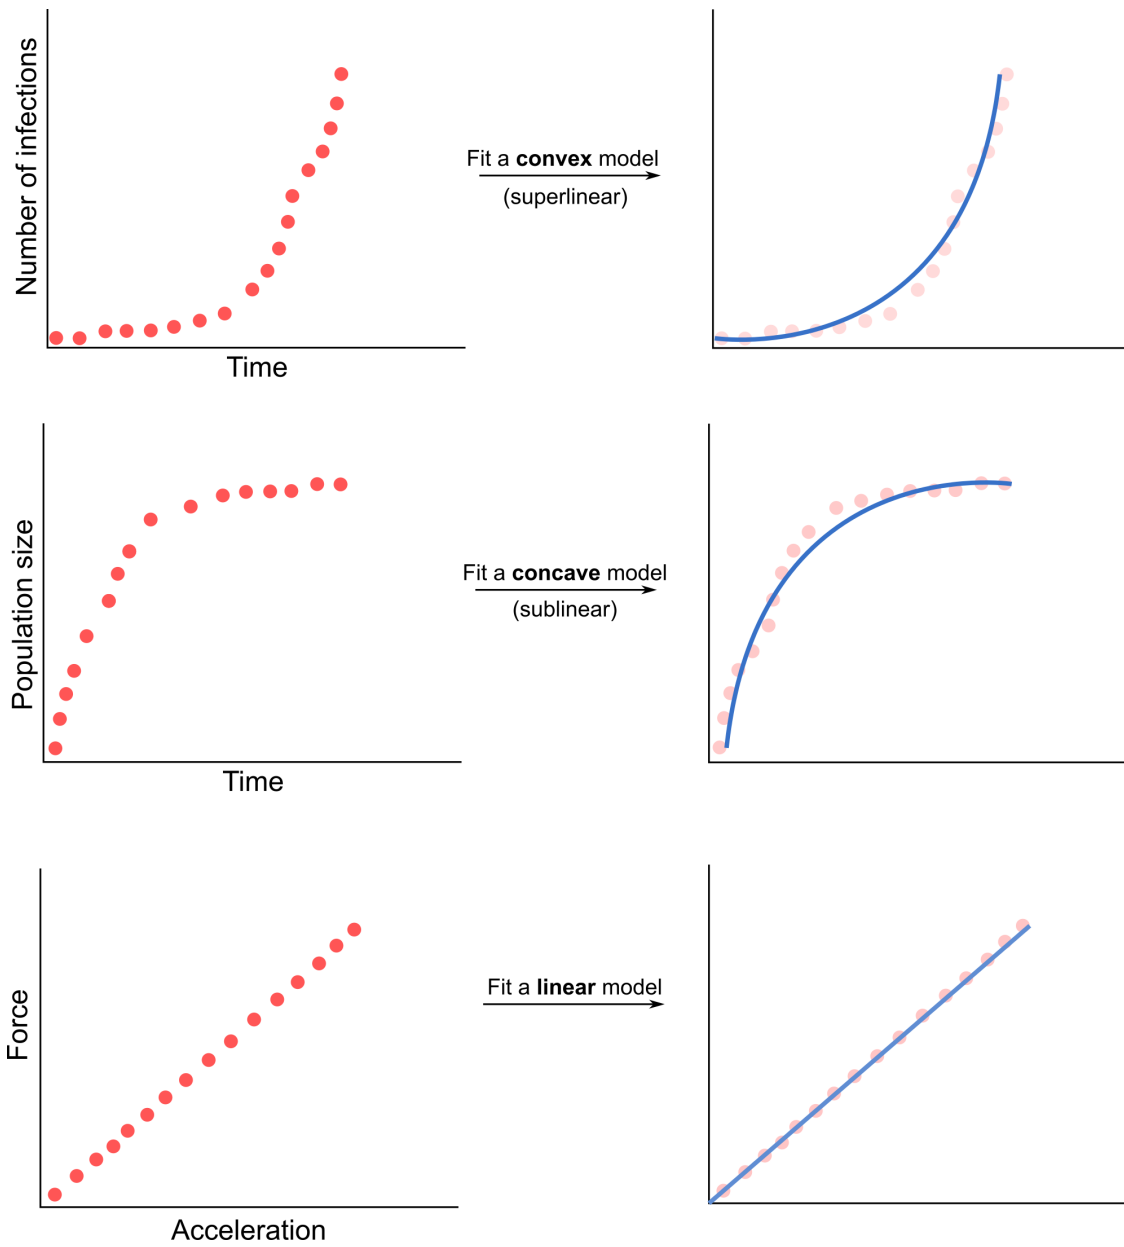 Number of infections
Fit a convex model
(superlinear)
Time
Population size
Fit a concave model
(sublinear)
Time
Force
Fit a linear model
Acceleration